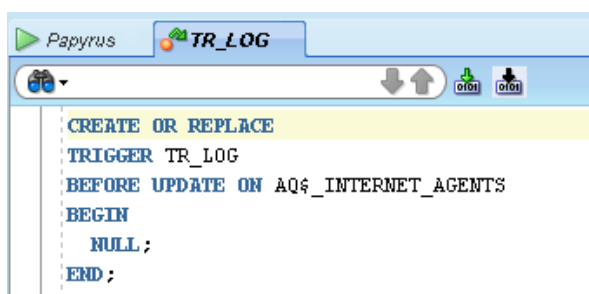 Papyrus TR_LOG
CREATE OR REPLACE
TRIGGER TR_LOG
BEFORE UPDATE ON AQ$_INTERNET_AGENTS
BEGIN
NULL;
END;